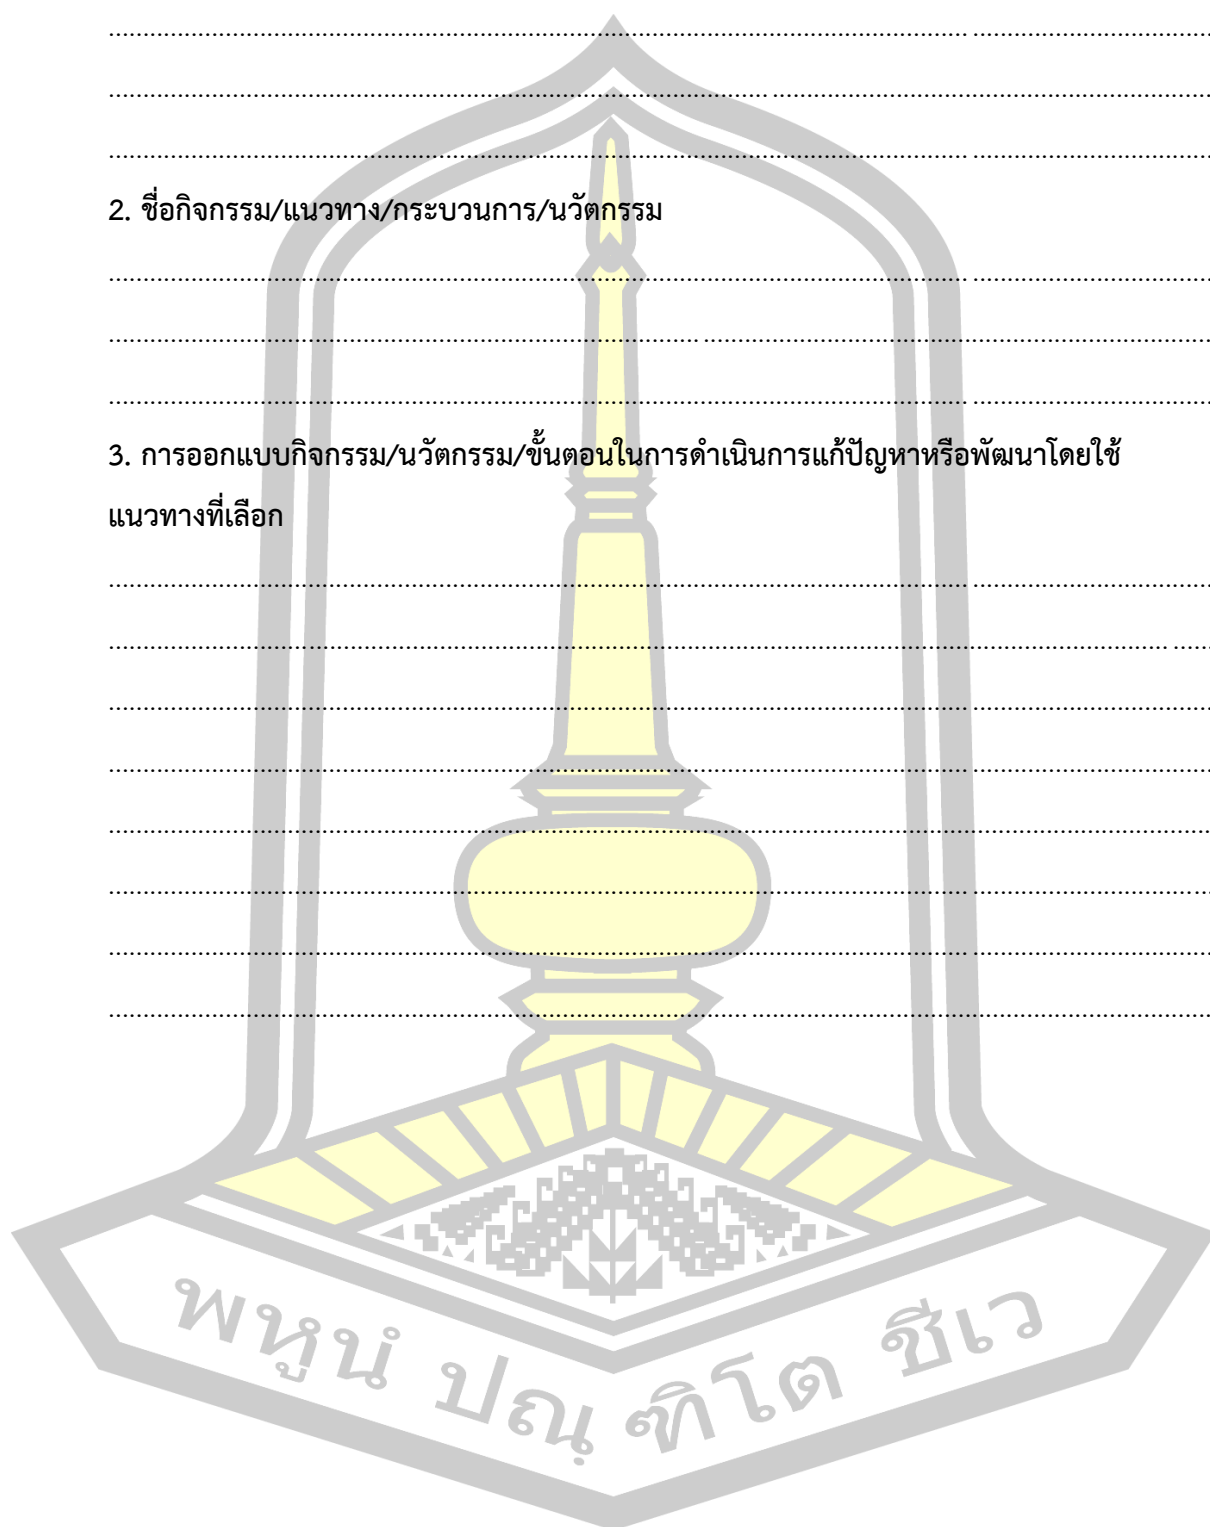 2. ชื่อกิจกรรม/แนวทาง/กระบวนการ/นวัตกรรม
3. การออกแบบกิจกรรม/นวัตกรรม/ขั้นตอนในการดำเนินการแก้ปัญหาหรือพัฒนาโดยใช้
แนวทางที่เลือก
พหูนํ ปณฺฑิโต ชีเว